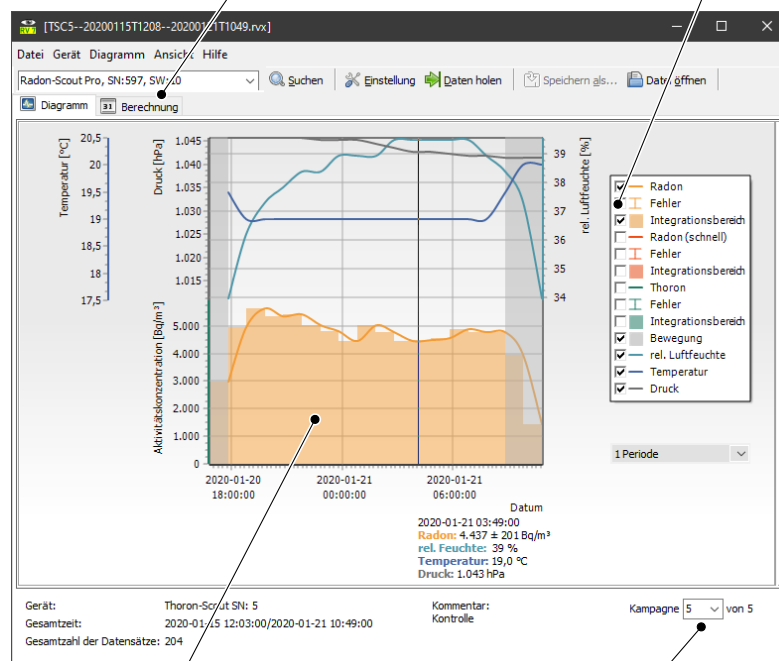 [TSC5--20200115T1208--20200121T1049.rvx]
Datei Gerät Diagramm Ansicht Hilfe
Radon-Scout Pro, SN:597, SW: Suchen Einstellung Daten holen Speichern als... Datei öffnen
Diagramm 31 Berechnung
Temperatur [°C]
20,5
20
19,5
19
18,5
18
17,5
Druck [hPa]
1.045
1.040
1.035
1.030
1.025
1.020
1.015
rel. Luftfeuchte [%]
39
38
37
36
35
34
Aktivitätskonzentration [Bq/m³]
5.000
4.000
3.000
2.000
1.000
0
2020-01-20
18:00:00
2020-01-21
00:00:00
2020-01-21
06:00:00
Datum
2020-01-21 03:49:00
Radon: 4.437 ± 201 Bq/m³
rel. Feuchte: 39 %
Temperatur: 19,0 °C
Druck: 1.043 hPa
Radon
Fehler
Integrationsbereich
Radon (schnell)
Fehler
Integrationsbereich
Thoron
Fehler
Integrationsbereich
Bewegung
rel. Luftfeuchte
Temperatur
Druck
1 Periode
Gerät: Thoron-Scout SN: 5
Gesamtzeit: 2020-01-15 12:03:00/2020-01-21 10:49:00
Gesamtzahl der Datensätze: 204
Kommentar:
Kontrolle
Kampagne 5 von 5